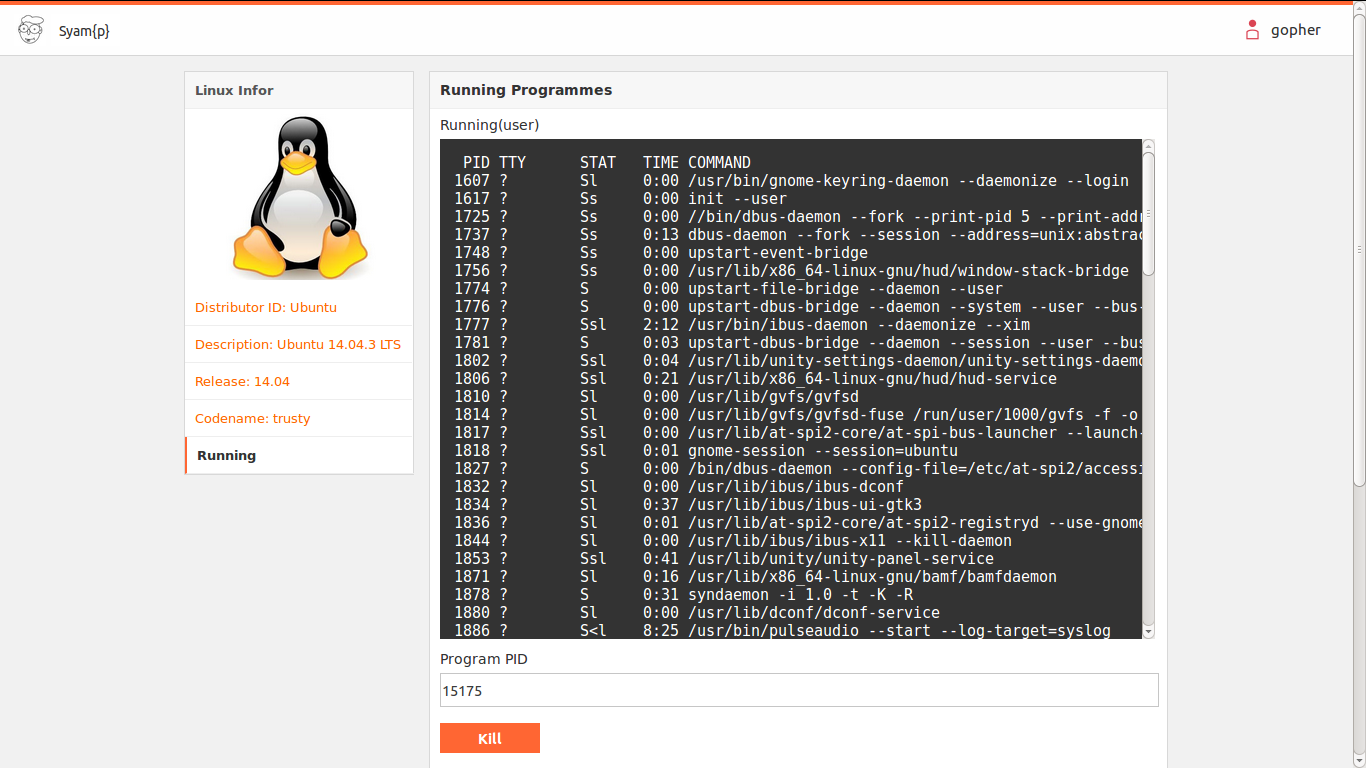 Syam{p}
gopher
Linux Infor
Distributor ID: Ubuntu
Description: Ubuntu 14.04.3 LTS
Release: 14.04
Codename: trusty
Running
Running Programmes
Running(user)
PID TTY      STAT   TIME COMMAND
1607 ?        Sl     0:00 /usr/bin/gnome-keyring-daemon --daemonize --login
1617 ?        Ss     0:00 init --user
1725 ?        Ss     0:00 //bin/dbus-daemon --fork --print-pid 5 --print-addr
1737 ?        Ss     0:13 dbus-daemon --fork --session --address=unix:abstrac
1748 ?        Ss     0:00 upstart-event-bridge
1756 ?        Ss     0:00 /usr/lib/x86_64-linux-gnu/hud/window-stack-bridge
1774 ?        S      0:00 upstart-file-bridge --daemon --user
1776 ?        S      0:00 upstart-dbus-bridge --daemon --system --user --bus-
1777 ?        Ssl    2:12 /usr/bin/ibus-daemon --daemonize --xim
1781 ?        S      0:03 upstart-dbus-bridge --daemon --session --user --bus
1802 ?        Ssl    0:04 /usr/lib/unity-settings-daemon/unity-settings-daemo
1806 ?        Ssl    0:21 /usr/lib/x86_64-linux-gnu/hud/hud-service
1810 ?        Sl     0:00 /usr/lib/gvfs/gvfsd
1814 ?        Sl     0:00 /usr/lib/gvfs/gvfsd-fuse /run/user/1000/gvfs -f -o
1817 ?        Ssl    0:00 /usr/lib/at-spi2-core/at-spi-bus-launcher --launch-
1818 ?        Ssl    0:01 gnome-session --session=ubuntu
1827 ?        S      0:00 /bin/dbus-daemon --config-file=/etc/at-spi2/accessi
1832 ?        Sl     0:00 /usr/lib/ibus/ibus-dconf
1834 ?        Sl     0:37 /usr/lib/ibus/ibus-ui-gtk3
1836 ?        Sl     0:01 /usr/lib/at-spi2-core/at-spi2-registryd --use-gnome
1844 ?        Sl     0:00 /usr/lib/ibus/ibus-x11 --kill-daemon
1853 ?        Ssl    0:41 /usr/lib/unity/unity-panel-service
1871 ?        Sl     0:16 /usr/lib/x86_64-linux-gnu/bamf/bamfdaemon
1878 ?        S      0:31 syndaemon -i 1.0 -t -K -R
1880 ?        Sl     0:00 /usr/lib/dconf/dconf-service
1886 ?        S<l    8:25 /usr/bin/pulseaudio --start --log-target=syslog
Program PID
15175
Kill